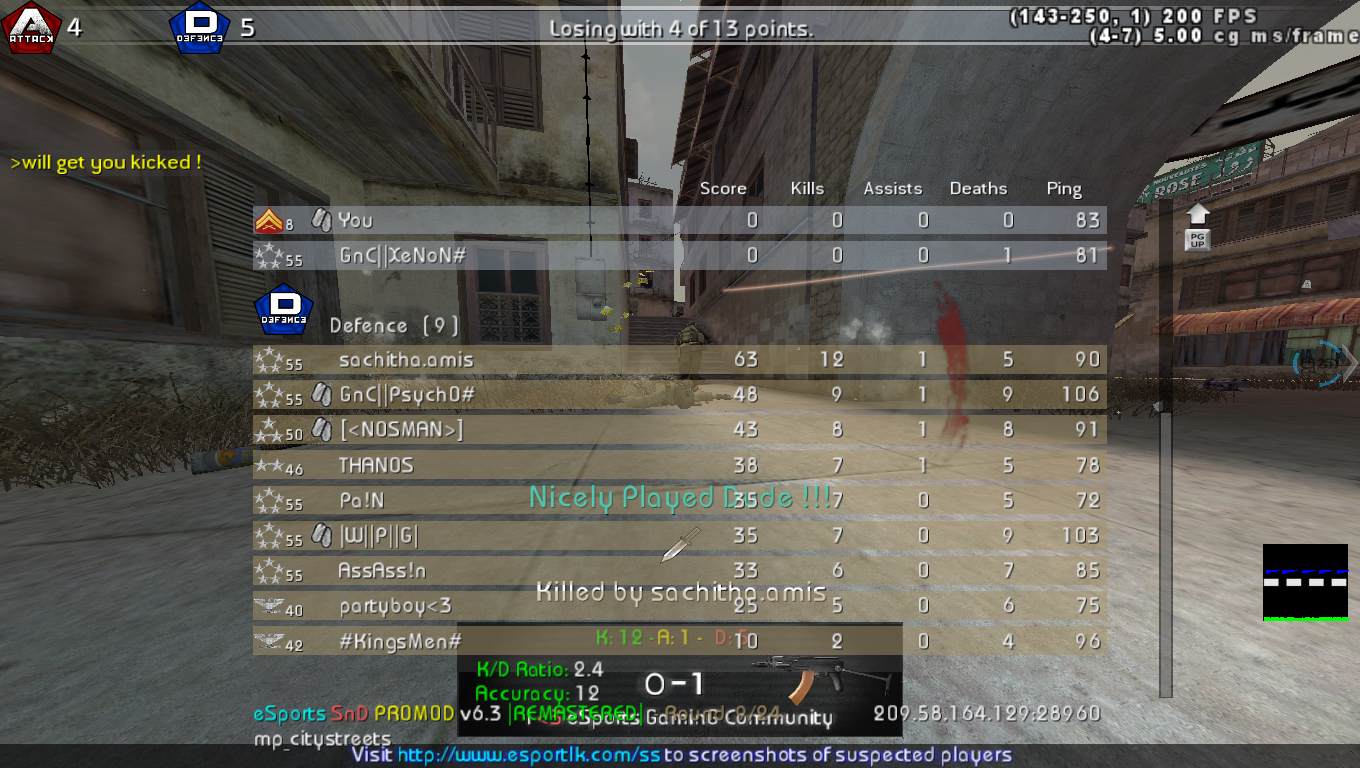 ATTACK 4 DEFENCE 5
Losing with 4 of 13 points.
(143-250, 1) 200 FPS
(4-7) 5.00 cg ms/frame
>will get you kicked !
ROSE
Score Kills Assists Deaths Ping
8 You 0 0 0 0 83
55 GnC||XeNoN# 0 0 0 1 81
PG UP
DEFENCE Defence (9)
55 sachitha.amis 63 12 1 5 90
55 GnC||Psych0# 48 9 1 9 106
50 [<NOSMAN>] 43 8 1 8 91
46 THANOS 38 7 1 5 78
55 Pa!N 35 7 0 5 72
Nicely Played Dude !!!
55 |W||P||G| 35 7 0 9 103
55 AssAss!n 33 6 0 7 85
Killed by sachitha.amis
40 partyboy<3 25 5 0 6 75
42 #KingsMen# 10 2 0 4 96
K: 12 - A: 1 - D: 5
K/D Ratio: 2.4
0-1
Accuracy: 12
eSports SnD PROMOD v6.3 |REMASTERED|
eSports GaminG Community
209.58.164.129:28960
mp_citystreets
Visit http://www.esportlk.com/ss to screenshots of suspected players